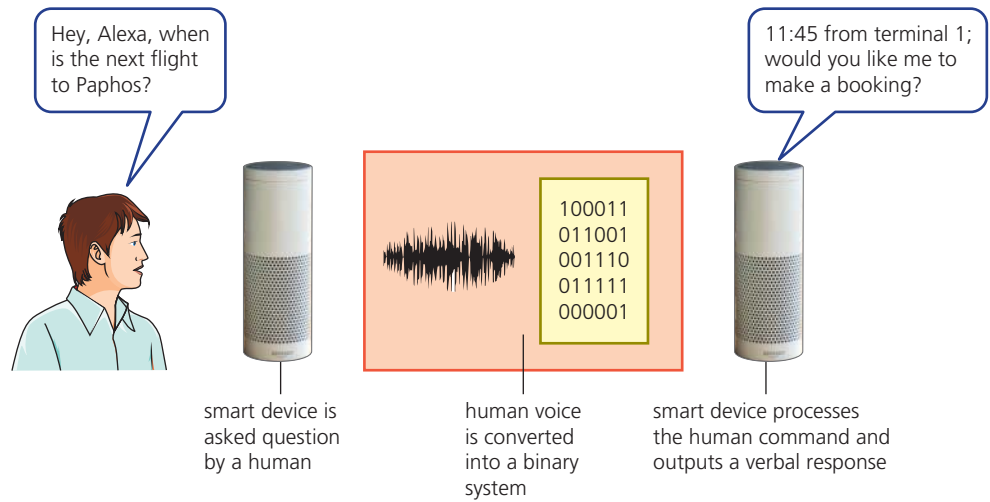 Hey, Alexa, when
is the next flight
to Paphos?
11:45 from terminal 1;
would you like me to
make a booking?
100011
011001
001110
011111
000001
smart device is
asked question
by a human
human voice
is converted
into a binary
system
smart device processes
the human command and
outputs a verbal response